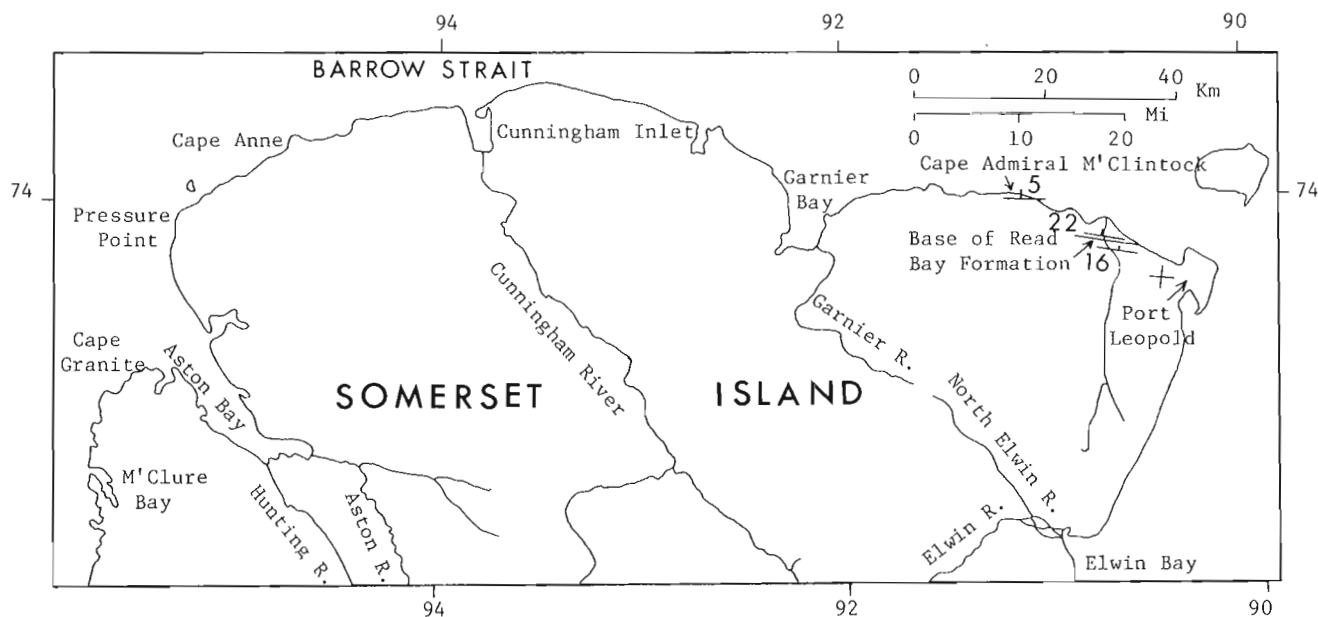 94
92
90
BARROW STRAIT
0
20
40
Km
Mi
0
10
20
Cape Anne
Cunningham Inlet
Cape Admiral M'Clintock
74
74
5
Garnier
Bay
Pressure
Point
22
Base of Read
Bay Formation
16
Port
Leopold
Cunningham River
Garnier R.
Cape
Granite
Aston Bay
SOMERSET
ISLAND
North Elwin R.
M'Clure
Bay
Hunting R.
Aston R.
Elwin R.
Elwin Bay
94
92
90